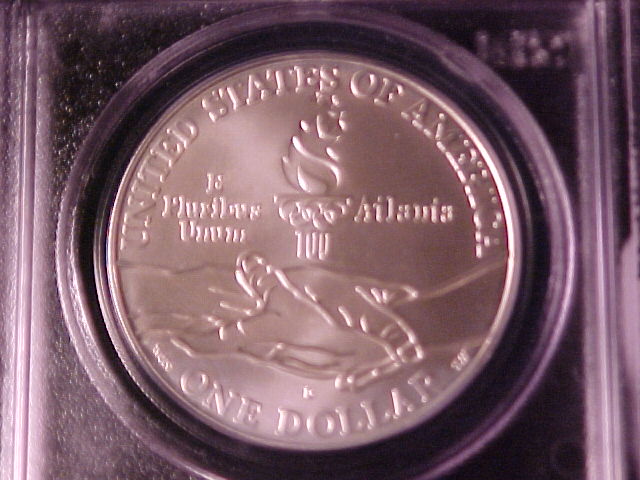 UNITED STATES OF AMERICA
E
Pluribus Atlanta
Unum 100
ONE DOLLAR